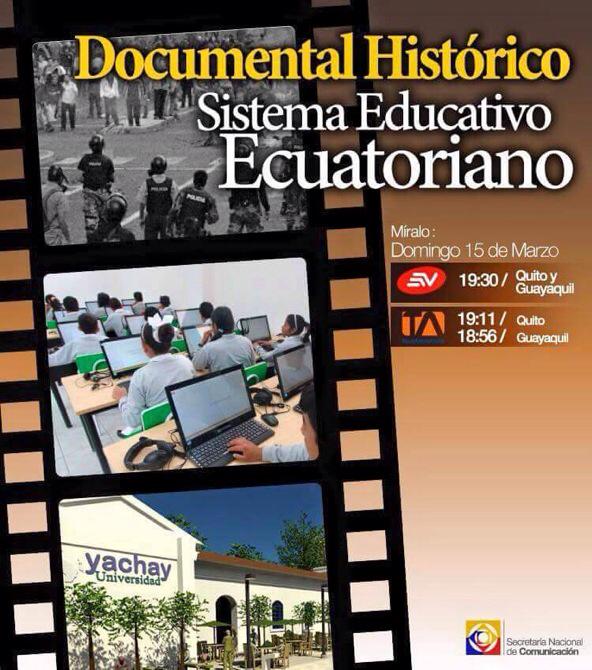 Documental Histórico
Sistema Educativo
Ecuatoriano
Míralo :
Domingo 15 de Marzo
19:30 / Quito y
Guayaquil
TA
19:11 / Quito
18:56 / Guayaquil
POLICIA
POLICIA
yachay
Universidad
Secretaría Nacional
de Comunicación